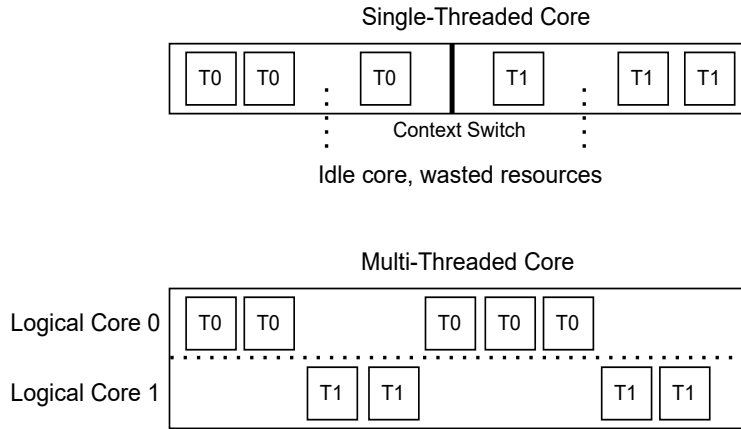 Single-Threaded Core
T0 T0 T0 T1 T1 T1
Context Switch
Idle core, wasted resources
Multi-Threaded Core
Logical Core 0 T0 T0 T0 T0 T0
Logical Core 1 T1 T1 T1 T1